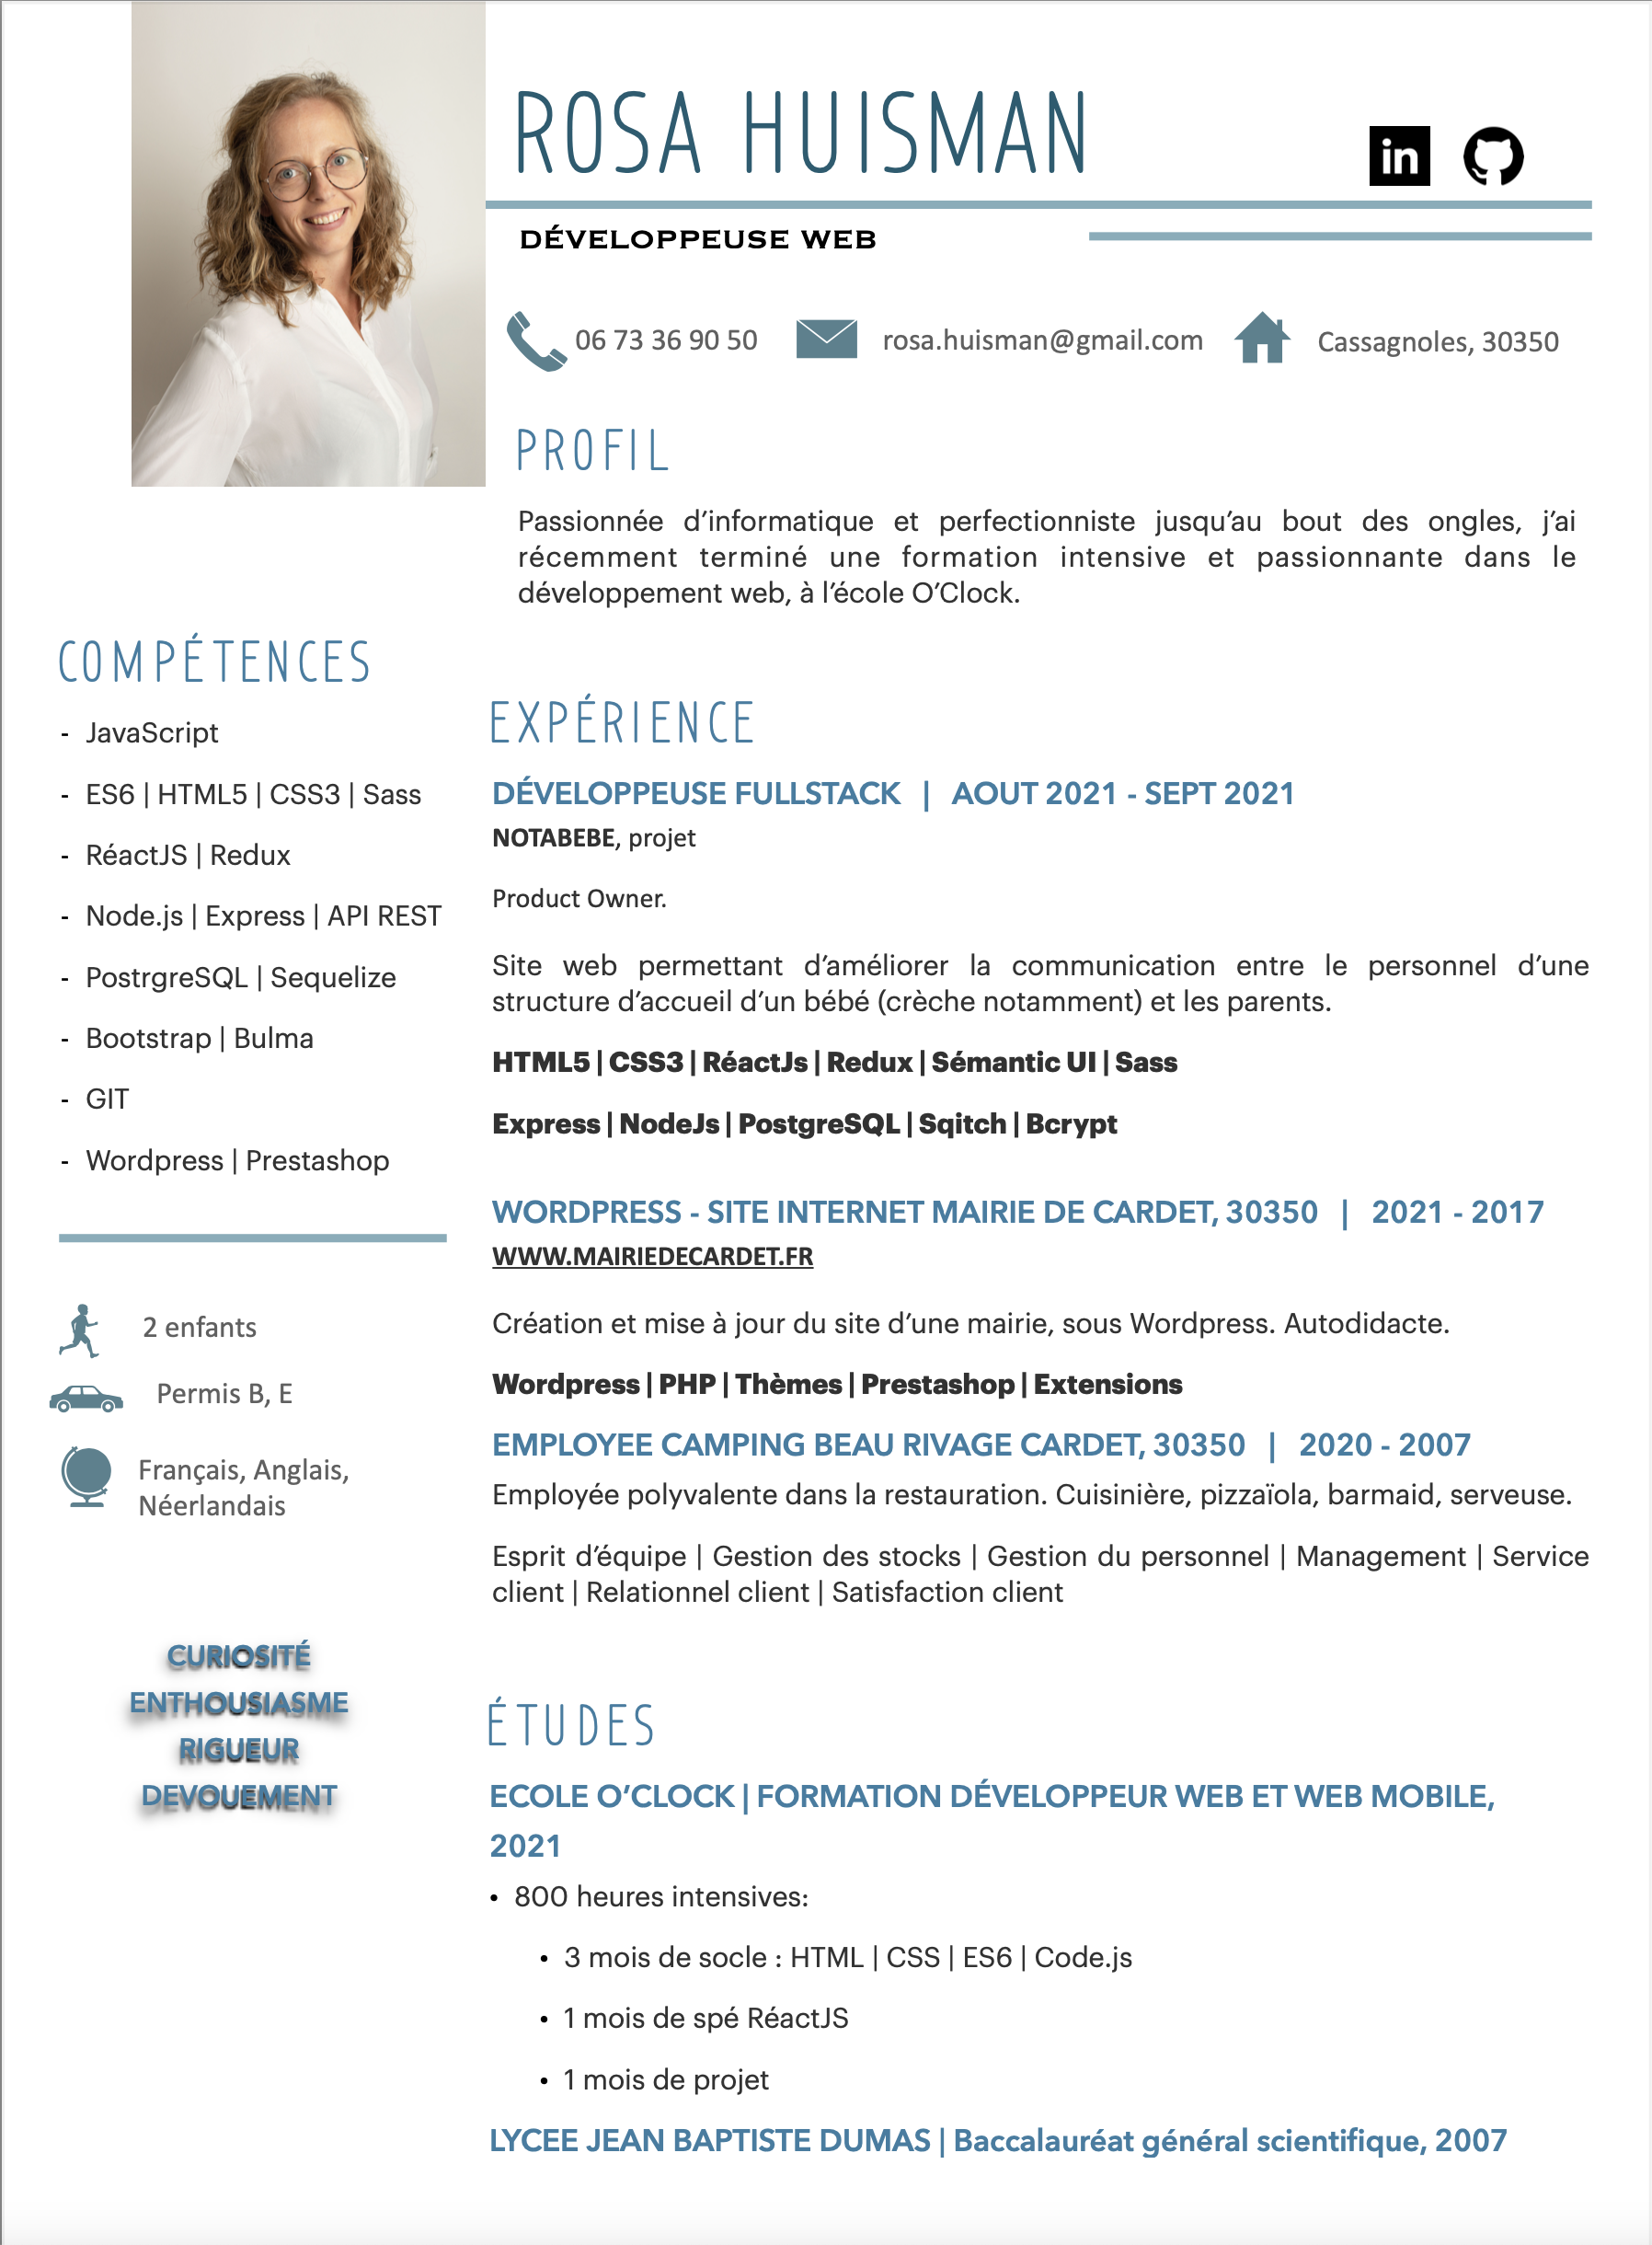 ROSA HUISMAN
in
DÉVELOPPEUSE WEB
06 73 36 90 50
rosa.huisman@gmail.com
Cassagnoles, 30350
PROFIL
Passionnée d’informatique et perfectionniste jusqu’au bout des ongles, j’ai
récemment terminé une formation intensive et passionnante dans le
développement web, à l’école O’Clock.
COMPÉTENCES
- JavaScript
- ES6 | HTML5 | CSS3 | Sass
- RéactJS | Redux
- Node.js | Express | API REST
- PostrgreSQL | Sequelize
- Bootstrap | Bulma
- GIT
- Wordpress | Prestashop
2 enfants
Permis B, E
Français, Anglais,
Néerlandais
CURIOSITÉ
ENTHOUSIASME
RIGUEUR
DEVOUEMENT
EXPÉRIENCE
DÉVELOPPEUSE FULLSTACK | AOUT 2021 - SEPT 2021
NOTABEBE, projet
Product Owner.
Site web permettant d’améliorer la communication entre le personnel d’une
structure d’accueil d’un bébé (crèche notamment) et les parents.
HTML5 | CSS3 | RéactJs | Redux | Sémantic UI | Sass
Express | NodeJs | PostgreSQL | Sqitch | Bcrypt
WORDPRESS - SITE INTERNET MAIRIE DE CARDET, 30350 | 2021 - 2017
WWW.MAIRIEDECARDET.FR
Création et mise à jour du site d’une mairie, sous Wordpress. Autodidacte.
Wordpress | PHP | Thèmes | Prestashop | Extensions
EMPLOYEE CAMPING BEAU RIVAGE CARDET, 30350 | 2020 - 2007
Employée polyvalente dans la restauration. Cuisinière, pizzaïola, barmaid, serveuse.
Esprit d’équipe | Gestion des stocks | Gestion du personnel | Management | Service
client | Relationnel client | Satisfaction client
ÉTUDES
ECOLE O’CLOCK | FORMATION DÉVELOPPEUR WEB ET WEB MOBILE,
2021
• 800 heures intensives:
• 3 mois de socle : HTML | CSS | ES6 | Code.js
• 1 mois de spé RéactJS
• 1 mois de projet
LYCEE JEAN BAPTISTE DUMAS | Baccalauréat général scientifique, 2007